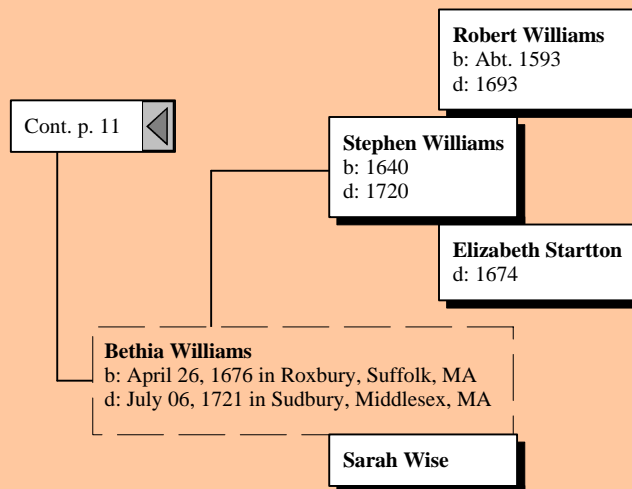 Robert Williams
b: Abt. 1593
d: 1693
Cont. p. 11
Stephen Williams
b: 1640
d: 1720
Elizabeth Startton
d: 1674
Bethia Williams
b: April 26, 1676 in Roxbury, Suffolk, MA
d: July 06, 1721 in Sudbury, Middlesex, MA
Sarah Wise